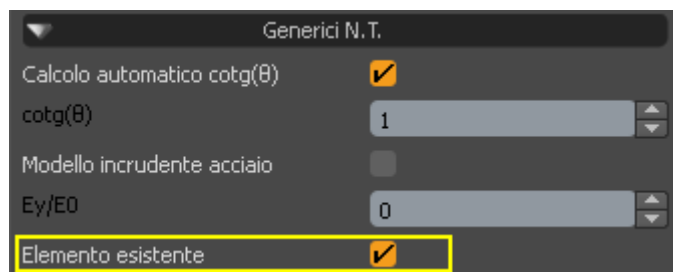 Generici N.T.
Calcolo automatico cotg(θ)
cotg(θ) 1
Modello incrudente acciaio
Ey/E0 0
Elemento esistente